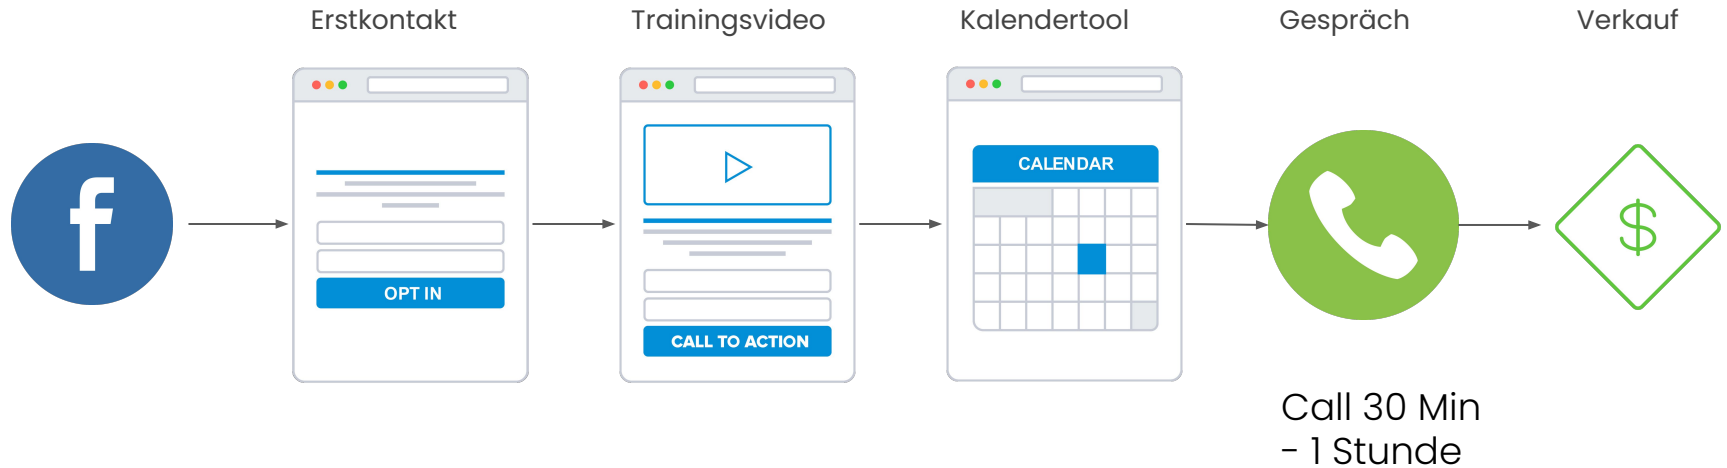 Erstkontakt
Trainingsvideo
Kalendertool
Gespräch
Verkauf
f
OPT IN
CALL TO ACTION
CALENDAR
$
Call 30 Min
- 1 Stunde